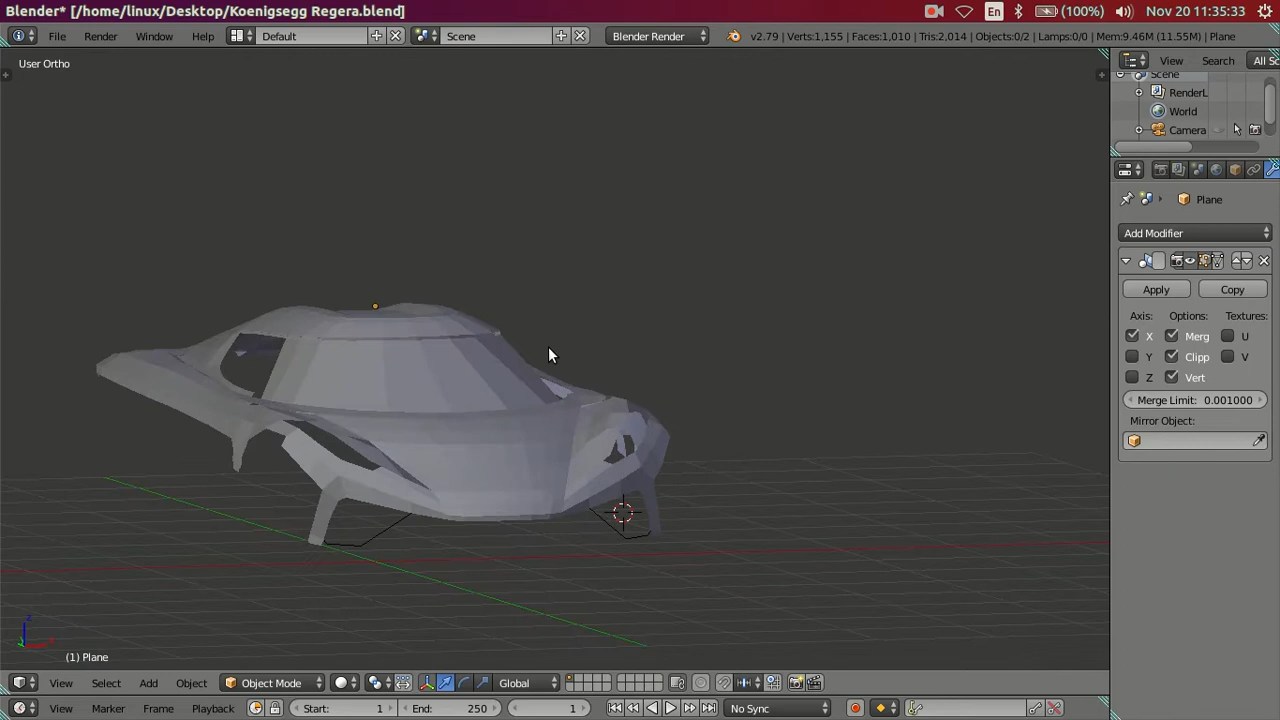 Blender* [/home/linux/Desktop/Koenigsegg Regera.blend]
En
(100%)
Nov 20 11:35:33
File
Render
Window
Help
Default
Scene
Blender Render
v2.79 | Verts:1,155 | Faces:1,010 | Tris:2,014 | Objects:0/2 | Lamps:0/0 | Mem:9.46M (11.55M) | Plane
User Ortho
View
Search
All Sc
Scene
RenderL
World
Camera
Plane
Add Modifier
Apply
Copy
Axis:
Options:
Textures:
X
Merg
U
Y
Clipp
V
Z
Vert
Merge Limit: 0.001000
Mirror Object:
z
x
(1) Plane
View
Select
Add
Object
Object Mode
Global
View
Marker
Frame
Playback
Start: 1
End: 250
1
No Sync